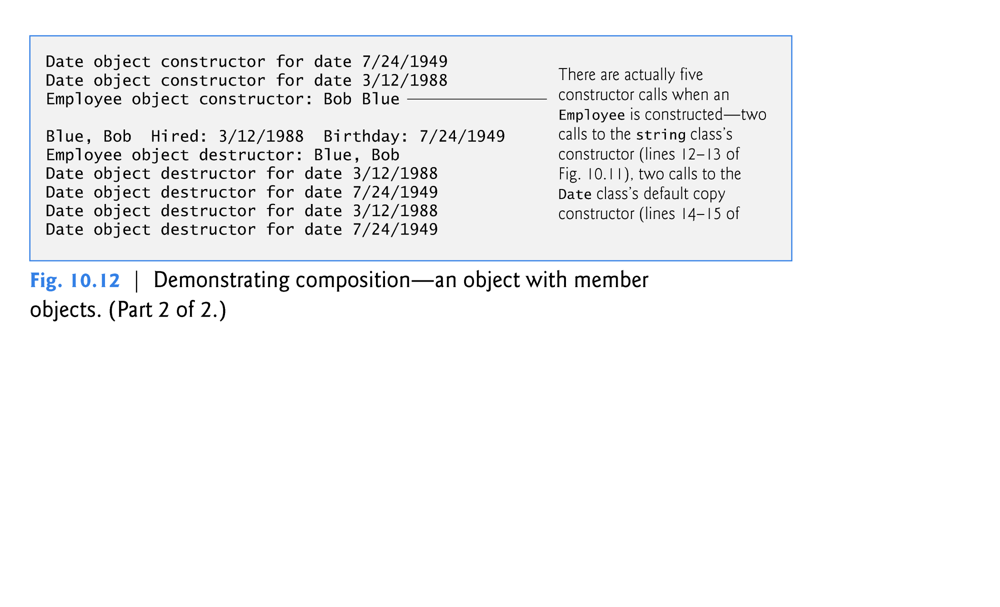 Date object constructor for date 7/24/1949
Date object constructor for date 3/12/1988
Employee object constructor: Bob Blue

Blue, Bob  Hired: 3/12/1988  Birthday: 7/24/1949
Employee object destructor: Blue, Bob
Date object destructor for date 3/12/1988
Date object destructor for date 7/24/1949
Date object destructor for date 3/12/1988
Date object destructor for date 7/24/1949
There are actually five
constructor calls when an
Employee is constructed—two
calls to the string class’s
constructor (lines 12–13 of
Fig. 10.11), two calls to the
Date class’s default copy
constructor (lines 14–15 of
Fig. 10.12 | Demonstrating composition—an object with member
objects. (Part 2 of 2.)